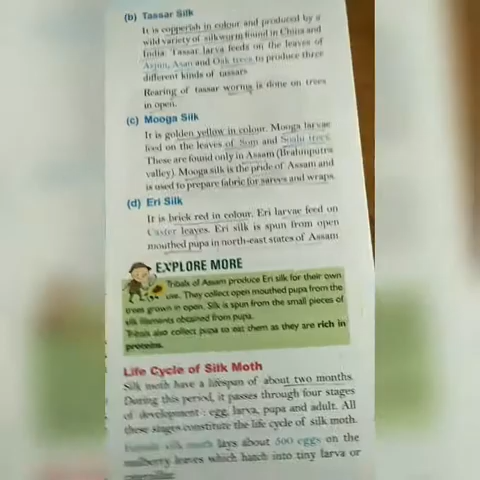 (b) Tassar Silk
It is copperish in colour and produced by a
wild variety of silkworm found in China and
India. Tassar larva feeds on the leaves of
Arjun, Asan and Oak trees to produce three
different kinds of tassars
Rearing of tassar worms is done on trees
in open.
(c) Mooga Silk
It is golden yellow in colour. Mooga larvae
feed on the leaves of Som and Soalu trees.
These are found only in Assam (Brahmputra
valley). Mooga silk is the pride of Assam and
is used to prepare fabric for sarees and wraps.
(d) Eri Silk
It is brick red in colour. Eri larvae feed on
Caster leaves. Eri silk is spun from open
mouthed pupa in north-east states of Assam
EXPLORE MORE
Tribals of Assam produce Eri silk for their own
use. They collect open mouthed pupa from the
trees grown in open. Silk is spun from the small pieces of
silk filaments obtained from pupa.
Tribals also collect pupa to eat them as they are rich in
proteins.
Life Cycle of Silk Moth
Silk moth have a lifespan of about two months.
During this period, it passes through four stages
of development : egg, larva, pupa and adult. All
these stages constitute the life cycle of silk moth.
Female silk moth lays about 500 eggs on the
mulberry leaves which hatch into tiny larva or
caterpillar.